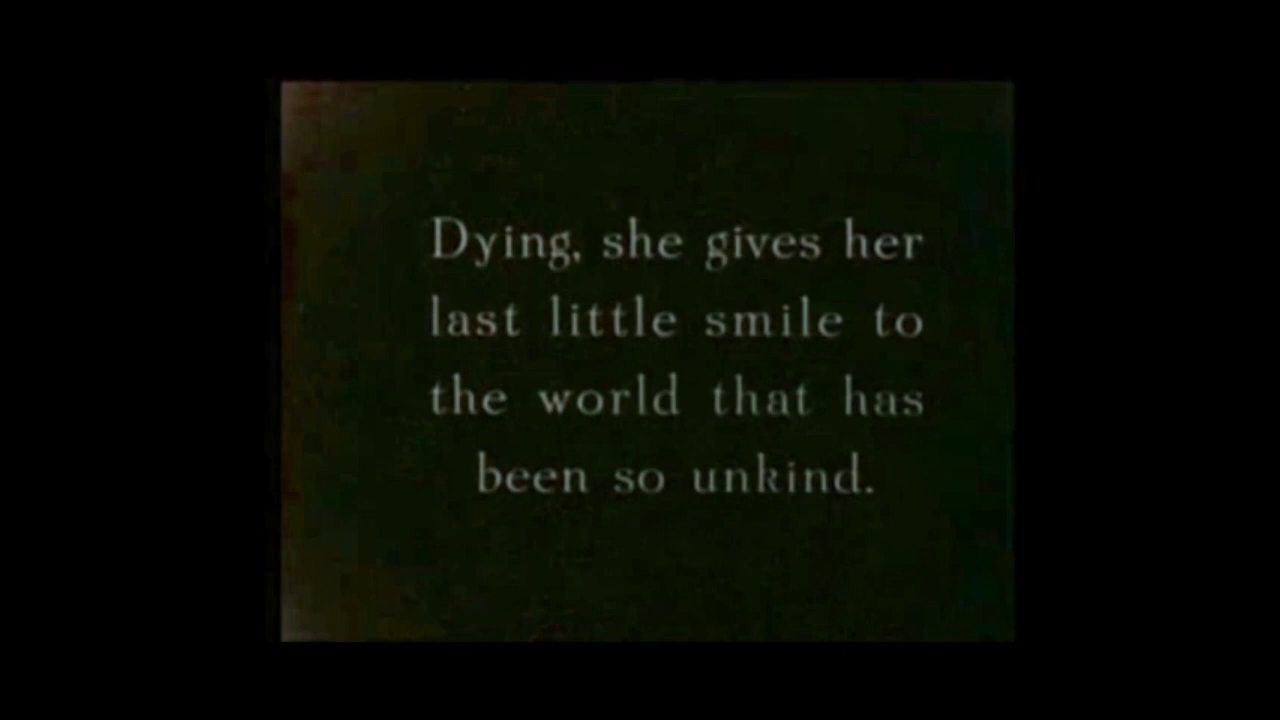 Dying, she gives her
last little smile to
the world that has
been so unkind.